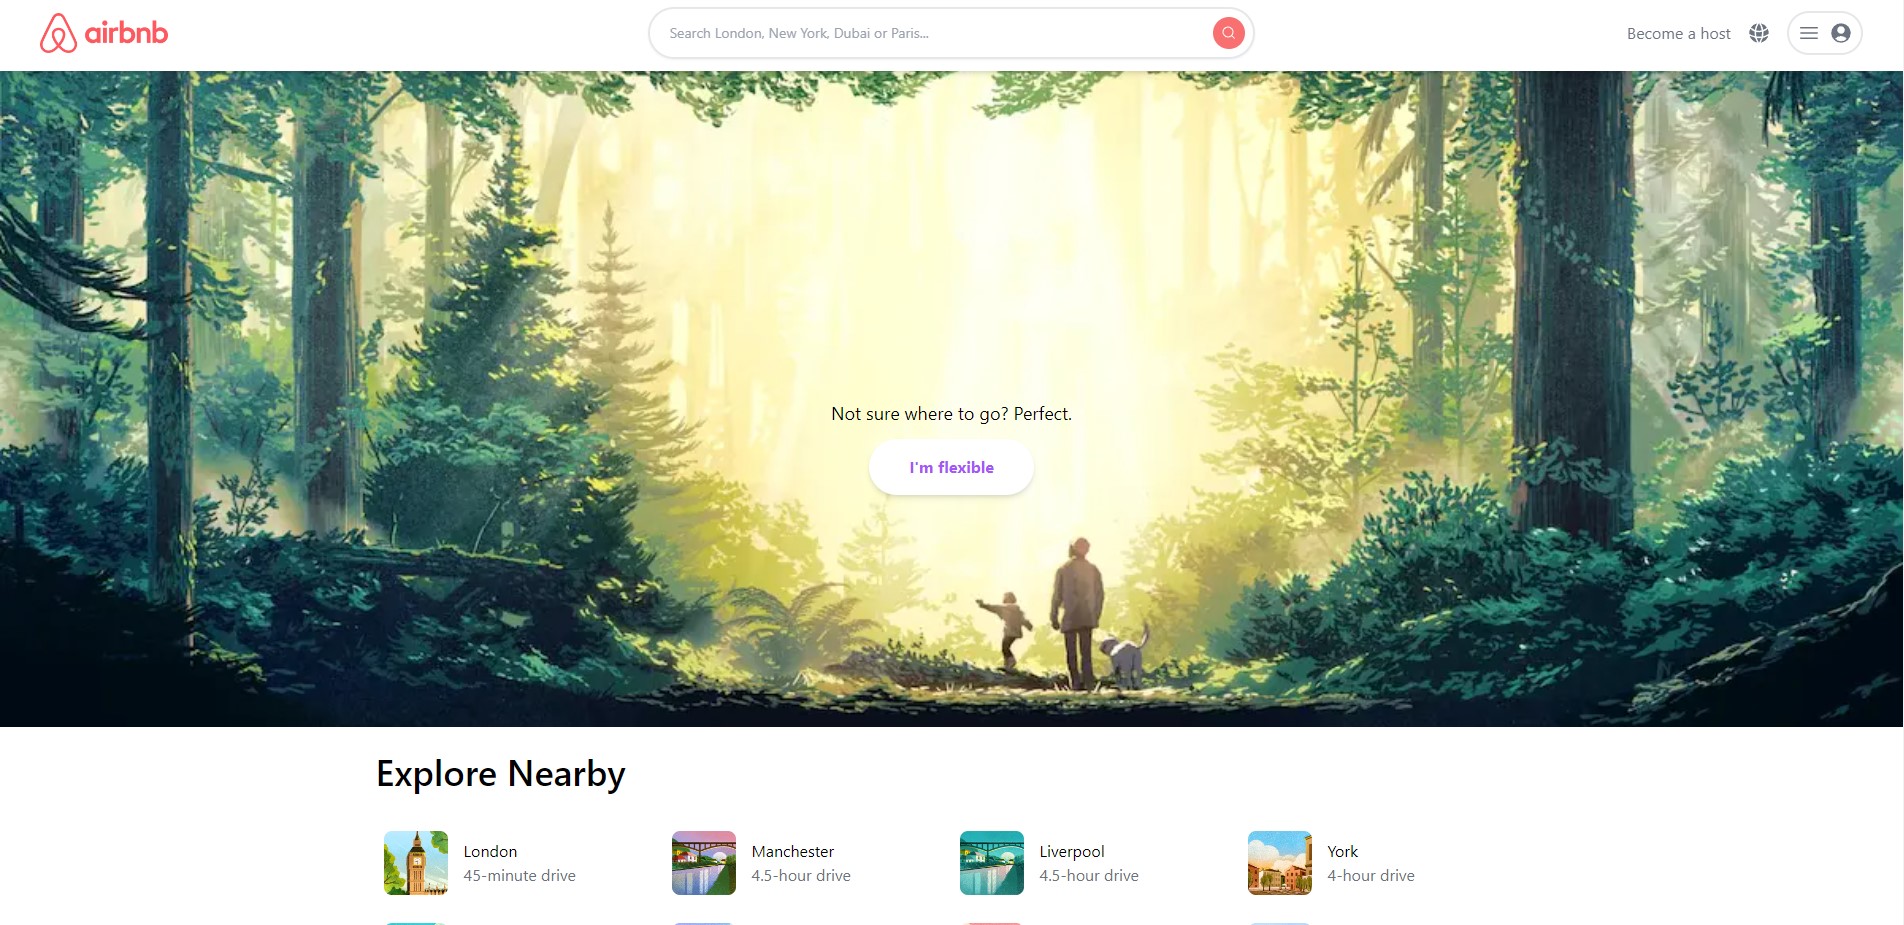 airbnb
Search London, New York, Dubai or Paris...
Become a host
Not sure where to go? Perfect.
I'm flexible
Explore Nearby
London
45-minute drive
Manchester
4.5-hour drive
Liverpool
4.5-hour drive
York
4-hour drive